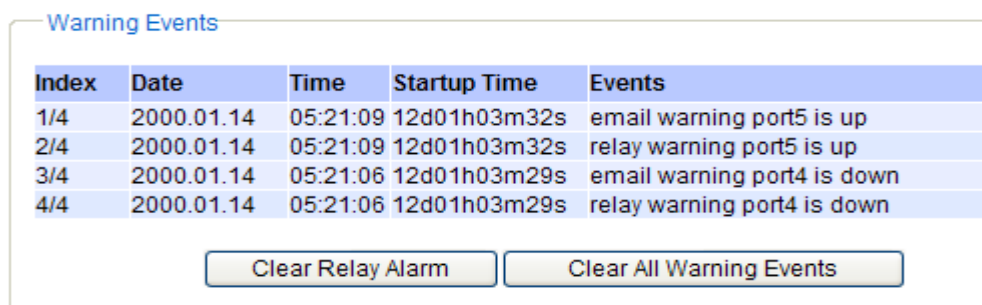 Warning Events
Index Date Time Startup Time Events
1/4 2000.01.14 05:21:09 12d01h03m32s email warning port5 is up
2/4 2000.01.14 05:21:09 12d01h03m32s relay warning port5 is up
3/4 2000.01.14 05:21:06 12d01h03m29s email warning port4 is down
4/4 2000.01.14 05:21:06 12d01h03m29s relay warning port4 is down
Clear Relay Alarm Clear All Warning Events